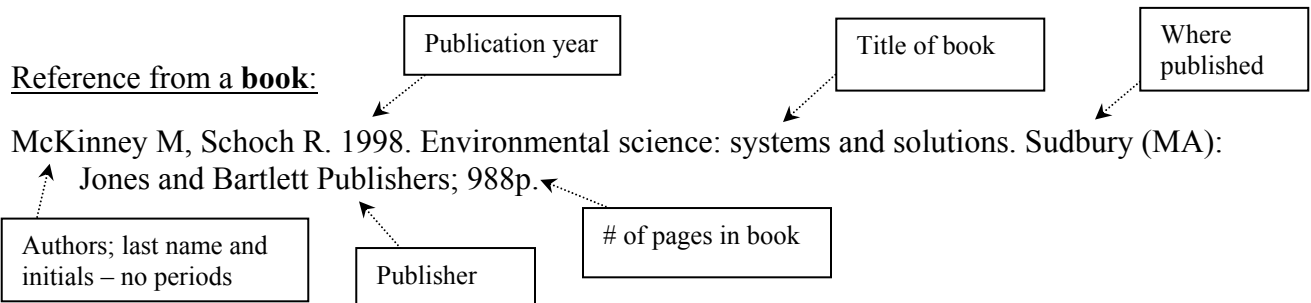 Publication year
Title of book
Where
published
Reference from a book:
McKinney M, Schoch R. 1998. Environmental science: systems and solutions. Sudbury (MA):
Jones and Bartlett Publishers; 988p.
Authors; last name and
initials – no periods
Publisher
# of pages in book